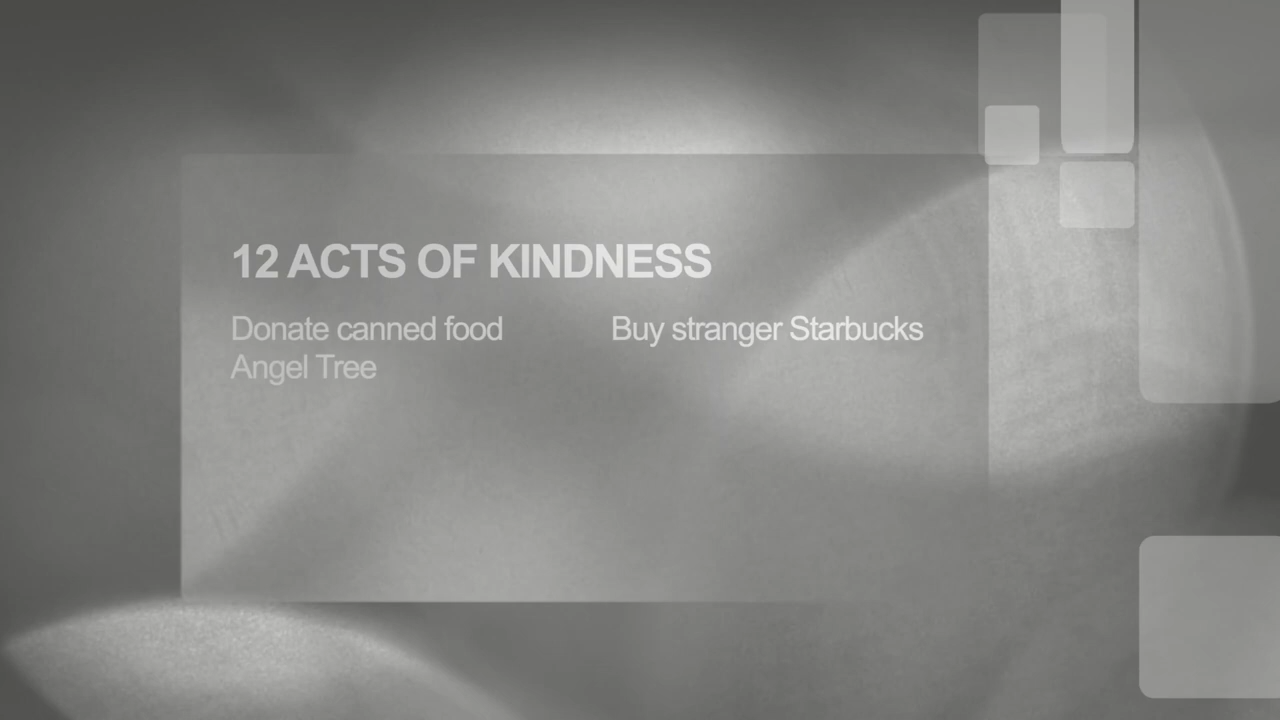 12 ACTS OF KINDNESS
Donate canned food
Angel Tree
Buy stranger Starbucks